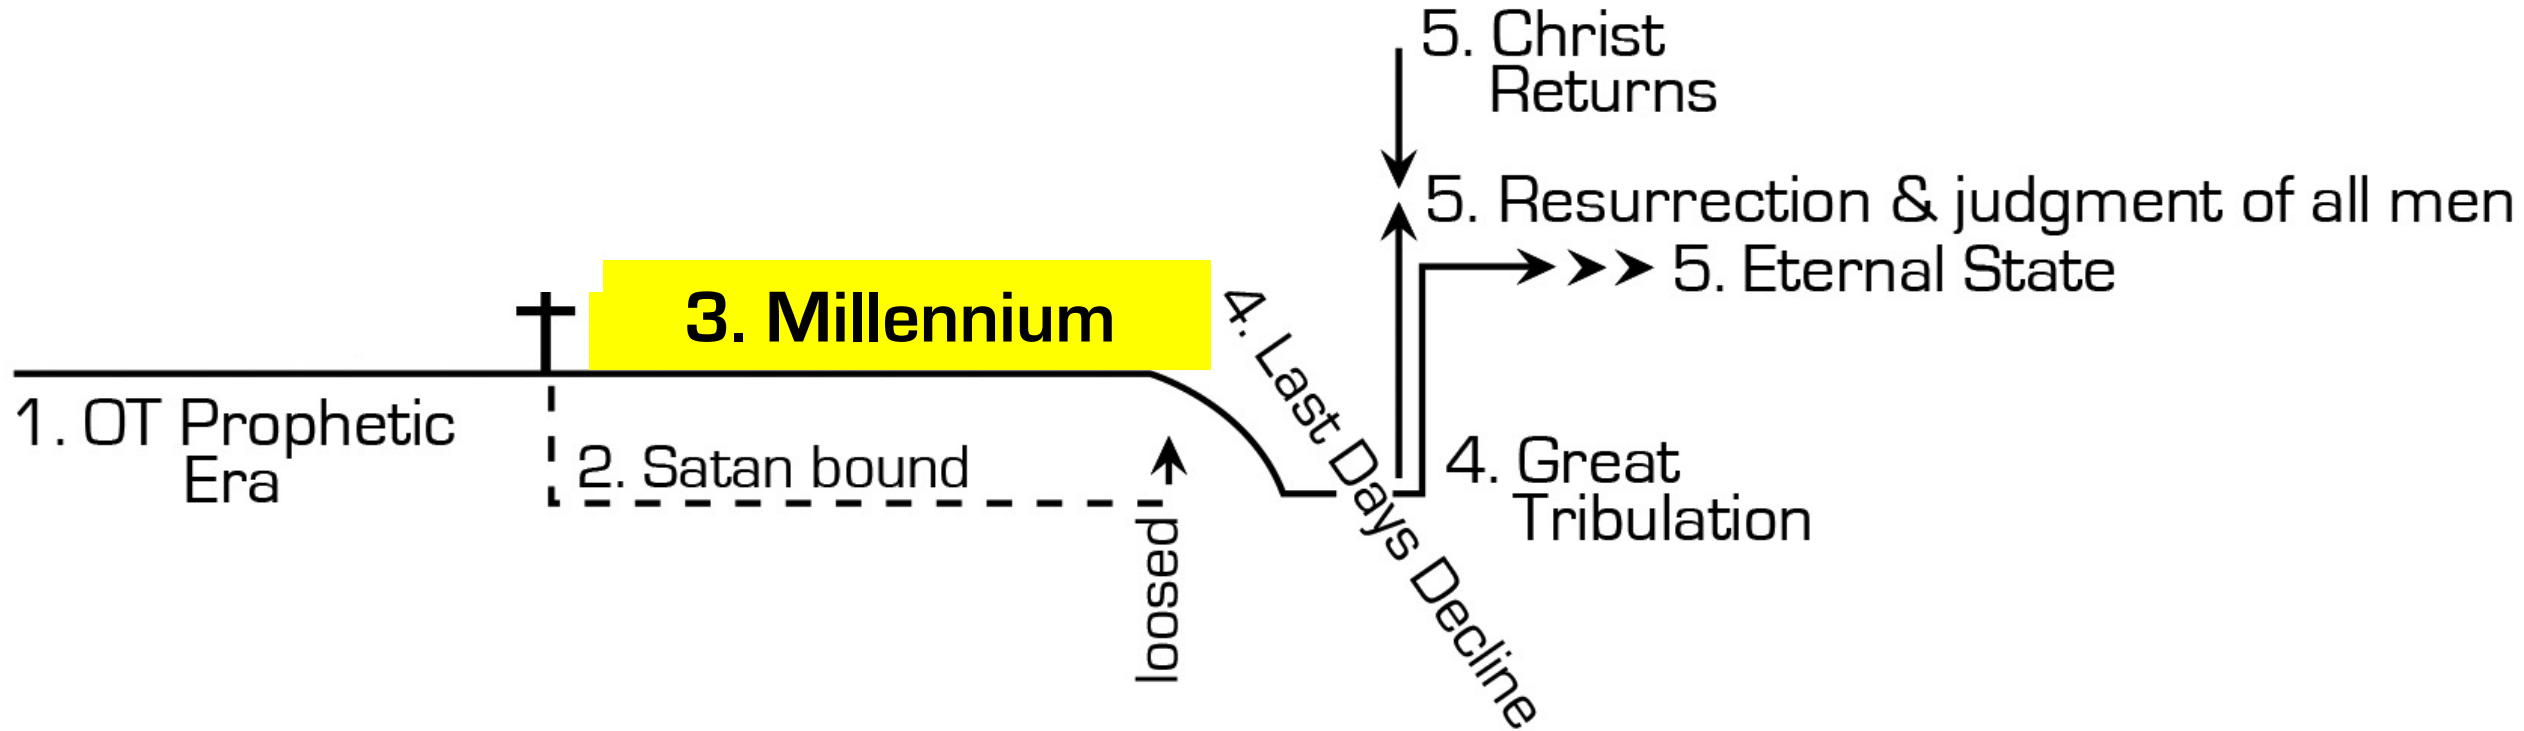 5. Christ
Returns
5. Resurrection & judgment of all men
5. Eternal State
3. Millennium
4. Last Days Decline
1. OT Prophetic
Era
2. Satan bound
loosed
4. Great
Tribulation